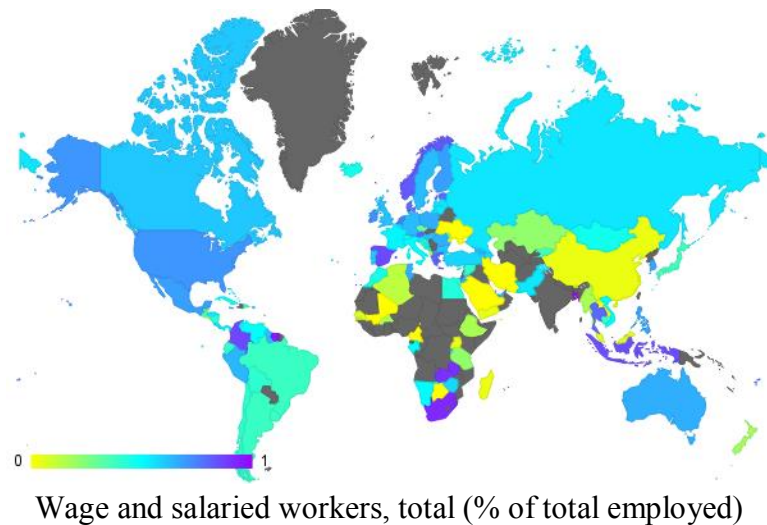 0 1
Wage and salaried workers, total (% of total employed)